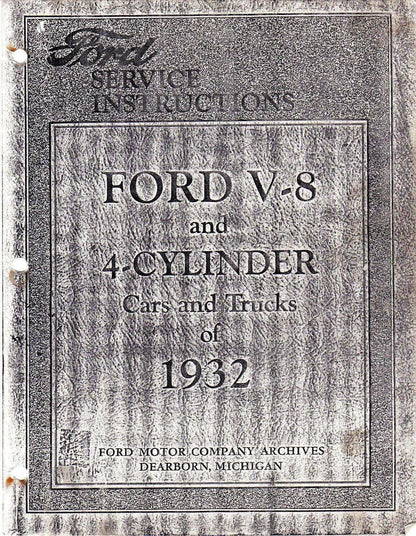 Ford
SERVICE
INSTRUCTIONS
FORD V-8
and
4-CYLINDER
Cars and Trucks
of
1932
FORD MOTOR COMPANY ARCHIVES
DEARBORN, MICHIGAN